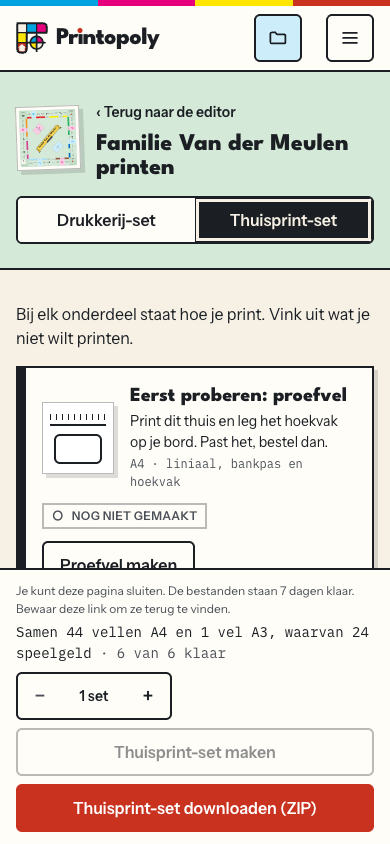 Printopoly
‹ Terug naar de editor
Familie Van der Meulen
printen
Drukkerij-set
Thuisprint-set
Bij elk onderdeel staat hoe je print. Vink uit wat je
niet wilt printen.
Eerst proberen: proefvel
Print dit thuis en leg het hoekvak
op je bord. Past het, bestel dan.
A4 · liniaal, bankpas en
hoekvak
NOG NIET GEMAAKT
Proefvel maken
Je kunt deze pagina sluiten. De bestanden staan 7 dagen klaar.
Bewaar deze link om ze terug te vinden.
Samen 44 vellen A4 en 1 vel A3, waarvan 24
speelgeld · 6 van 6 klaar
− 1 set +
Thuisprint-set maken
Thuisprint-set downloaden (ZIP)